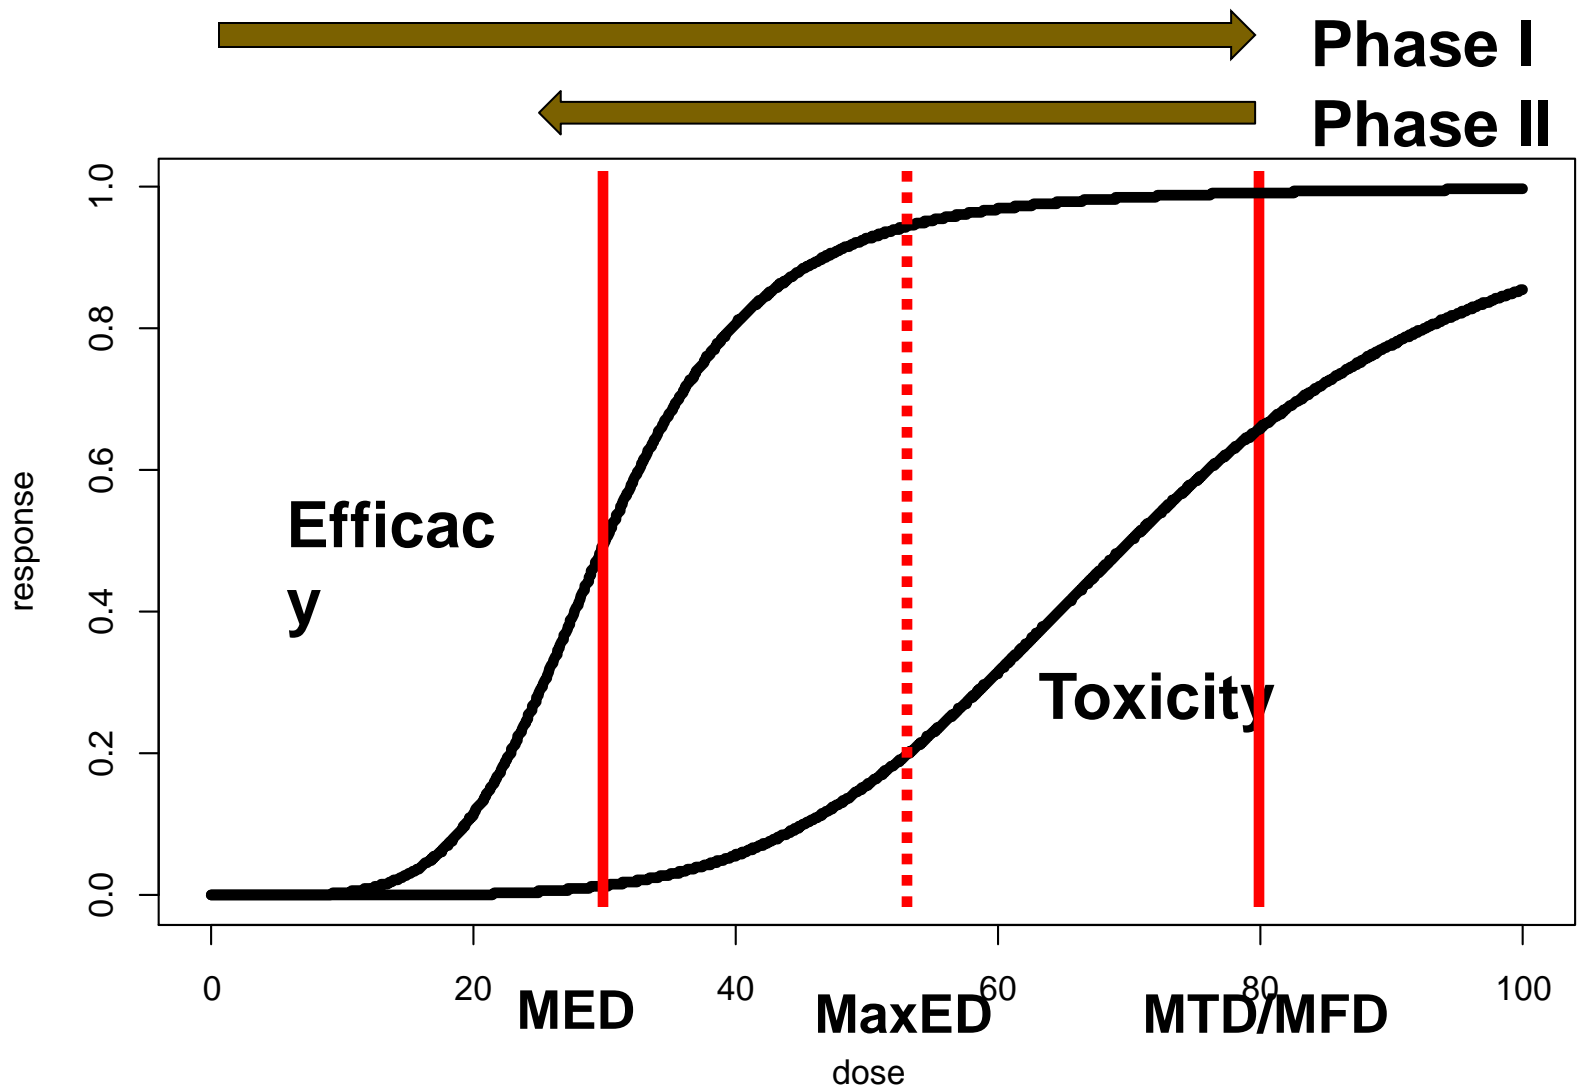 Phase I
Phase II
1.0
0.8
0.6
0.4
0.2
0.0
response
Efficac
y
Toxicity
0 20 40 60 80 100
MED MaxED MTD/MFD
dose